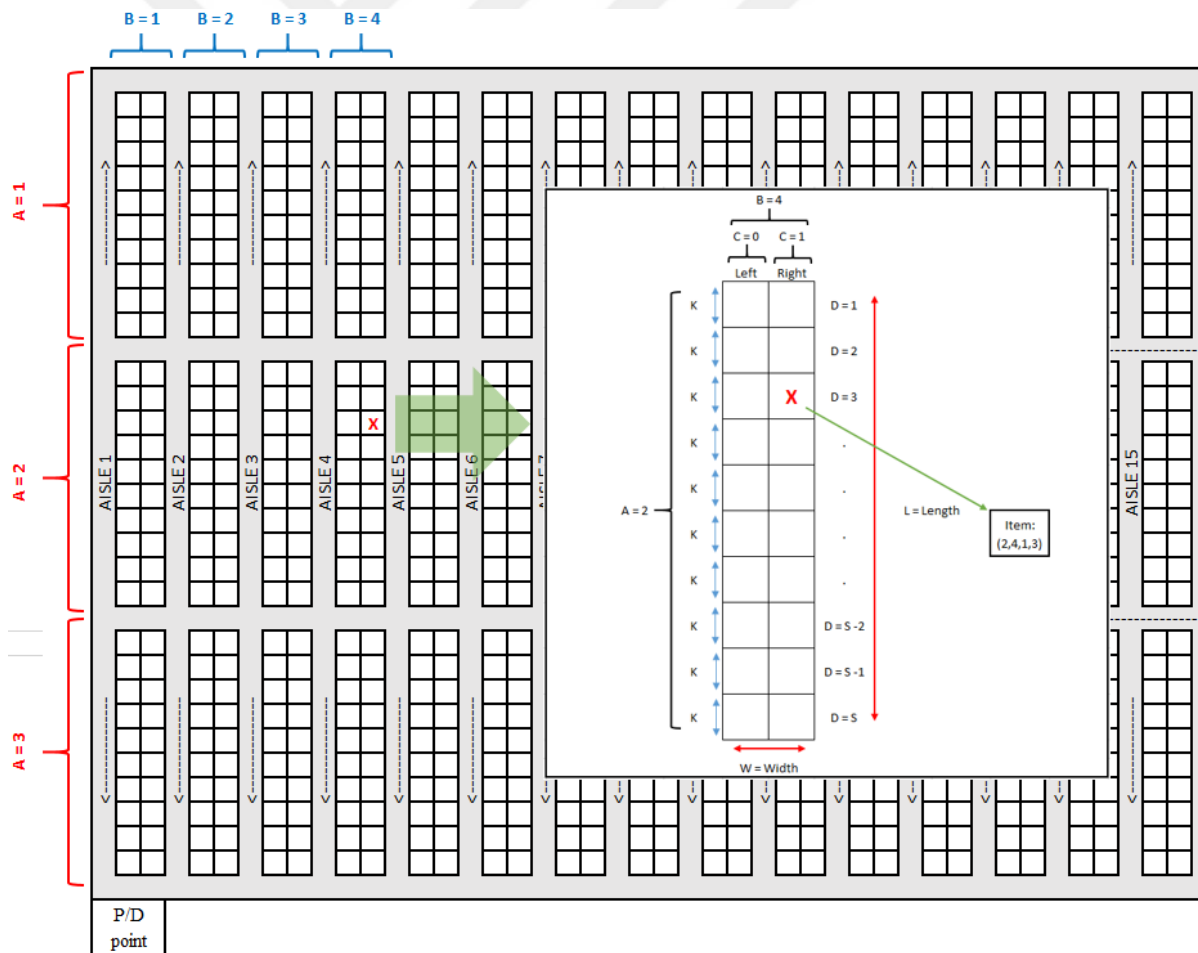 B = 1
B = 2
B = 3
B = 4
A = 1
A = 2
A = 3
AISLE 1
AISLE 2
AISLE 3
AISLE 4
AISLE 5
AISLE 6
AISLE 7
AISLE 15
X
B = 4
C = 0
C = 1
Left
Right
K
D = 1
K
D = 2
K
X
D = 3
K
.
K
.
A = 2
L = Length
K
.
Item:
(2,4,1,3)
K
.
K
D = S -2
K
D = S -1
K
D = S
W = Width
P/D
point